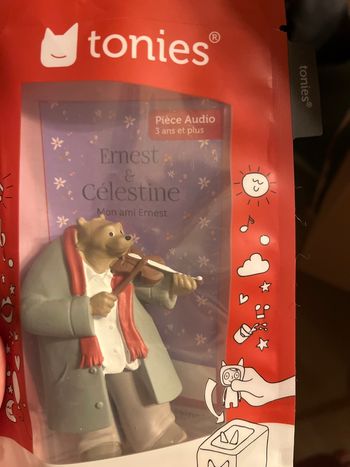 tonies®
tonies®
Pièce Audio
3 ans et plus
Ernest
&
Célestine
Mon ami Ernest